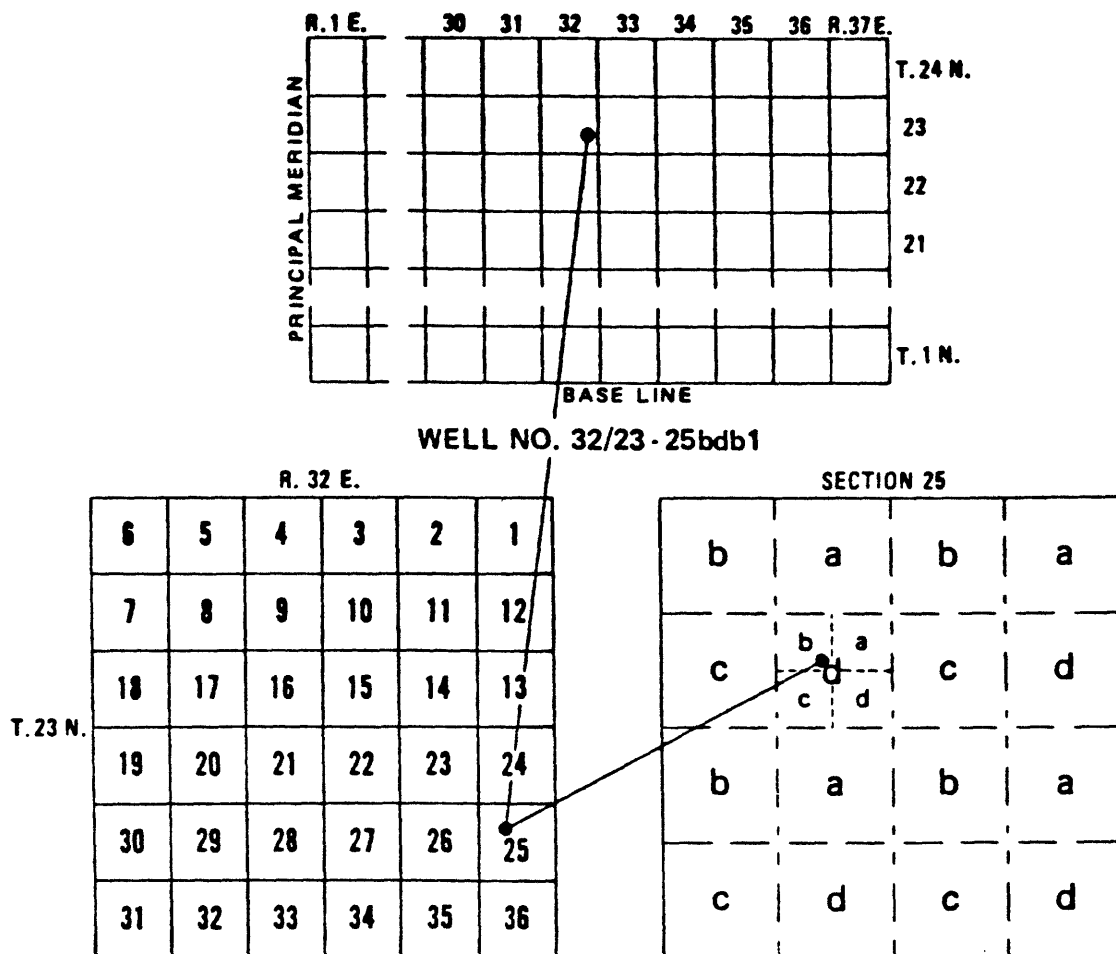 R.1 E. 30 31 32 33 34 35 36 R.37 E.
T. 24 N.
23
22
21
T. 1 N.
PRINCIPAL MERIDIAN
BASE LINE
WELL NO. 32/23 - 25bdb1
R. 32 E.
6 5 4 3 2 1
7 8 9 10 11 12
18 17 16 15 14 13
T. 23 N.
19 20 21 22 23 24
30 29 28 27 26 25
31 32 33 34 35 36
SECTION 25
b a b a
b a
c d c d
c d
b a b a
c d c d